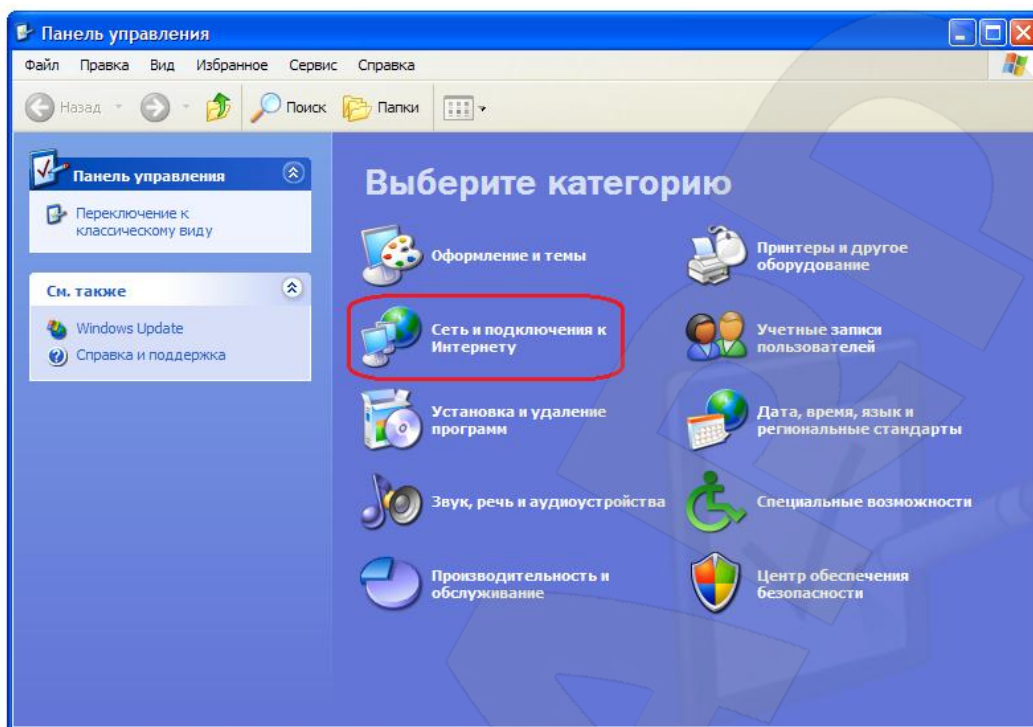 Панель управления
Файл Правка Вид Избранное Сервис Справка
Назад Поиск Папки
Панель управления
Переключение к
классическому виду
См. также
Windows Update
Справка и поддержка
Выберите категорию
Оформление и темы
Принтеры и другое
оборудование
Сеть и подключения к
Интернету
Учетные записи
пользователей
Установка и удаление
программ
Дата, время, язык и
региональные стандарты
Звук, речь и аудиоустройства
Специальные возможности
Производительность и
обслуживание
Центр обеспечения
безопасности